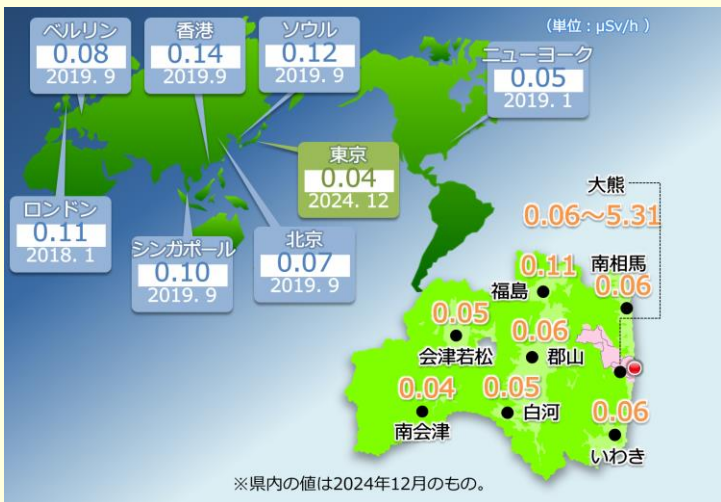 （単位：μSv/h ）
ベルリン
0.08
2019. 9
香港
0.14
2019.9
ソウル
0.12
2019. 9
ニューヨーク
0.05
2019. 1
東京
0.04
2024. 12
ロンドン
0.11
2018. 1
シンガポール
0.10
2019. 9
北京
0.07
2019. 9
大熊
0.06～5.31
0.11
福島
南相馬
0.06
0.05
会津若松
0.06
郡山
0.04
南会津
0.05
白河
0.06
いわき
※県内の値は2024年12月のもの。